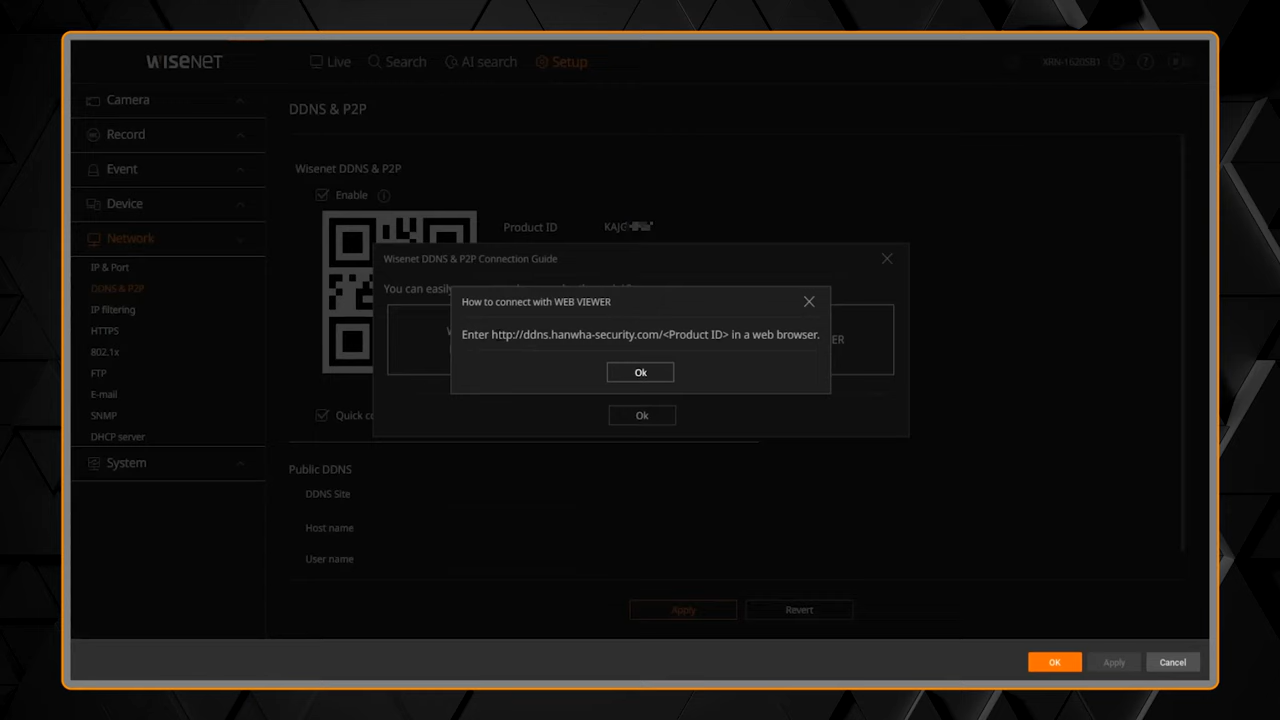 WISENET
Live
Search
AI search
Setup
XRN-1620SB1
Camera
Record
Event
Device
Network
IP & Port
DDNS & P2P
IP filtering
HTTPS
802.1x
FTP
E-mail
SNMP
DHCP server
System
DDNS & P2P
Wisenet DDNS & P2P
Enable
Product ID
Wisenet DDNS & P2P Connection Guide
You can easily
How to connect with WEB VIEWER
Enter http://ddns.hanwha-security.com/<Product ID> in a web browser.
Ok
Ok
Quick
Public DDNS
DDNS Site
Host name
User name
Apply
Revert
OK
Apply
Cancel